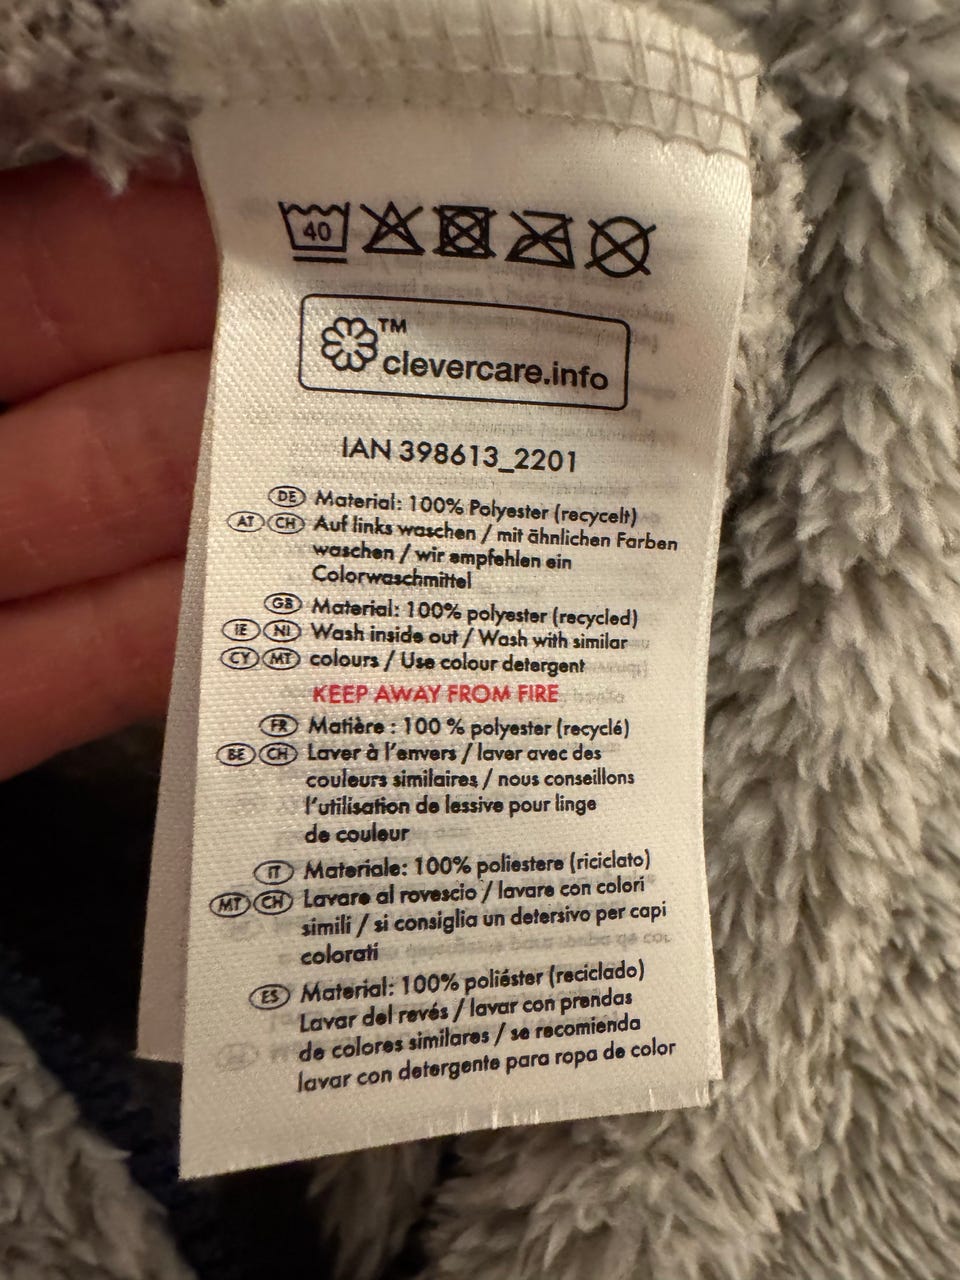 40
TM
clevercare.info
IAN 398613_2201
DE Material: 100% Polyester (recycelt)
AT CH Auf links waschen / mit ähnlichen Farben
waschen / wir empfehlen ein
Colorwaschmittel
GB Material: 100% polyester (recycled)
IE NI Wash inside out / Wash with similar
CY MT colours / Use colour detergent
KEEP AWAY FROM FIRE
FR Matière : 100 % polyester (recyclé)
BE CH Laver à l'envers / laver avec des
couleurs similaires / nous conseillons
l'utilisation de lessive pour linge
de couleur
IT Materiale: 100% poliestere (riciclato)
MT CH Lavare al rovescio / lavare con colori
simili / si consiglia un detersivo per capi
colorati
ES Material: 100% poliéster (reciclado)
Lavar del revés / lavar con prendas
de colores similares / se recomienda
lavar con detergente para ropa de color